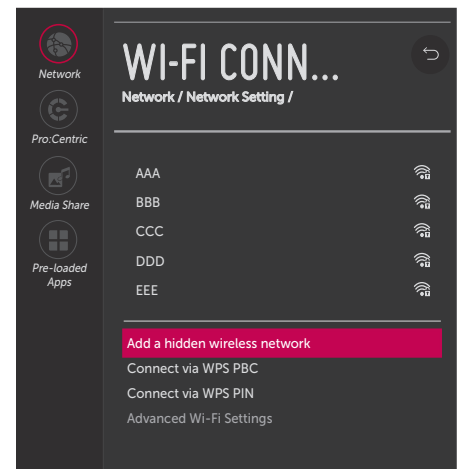 Network
Pro:Centric
Media Share
Pre-loaded
Apps
WI-FI CONN...
Network / Network Setting /
AAA
BBB
CCC
DDD
EEE
Add a hidden wireless network
Connect via WPS PBC
Connect via WPS PIN
Advanced Wi-Fi Settings